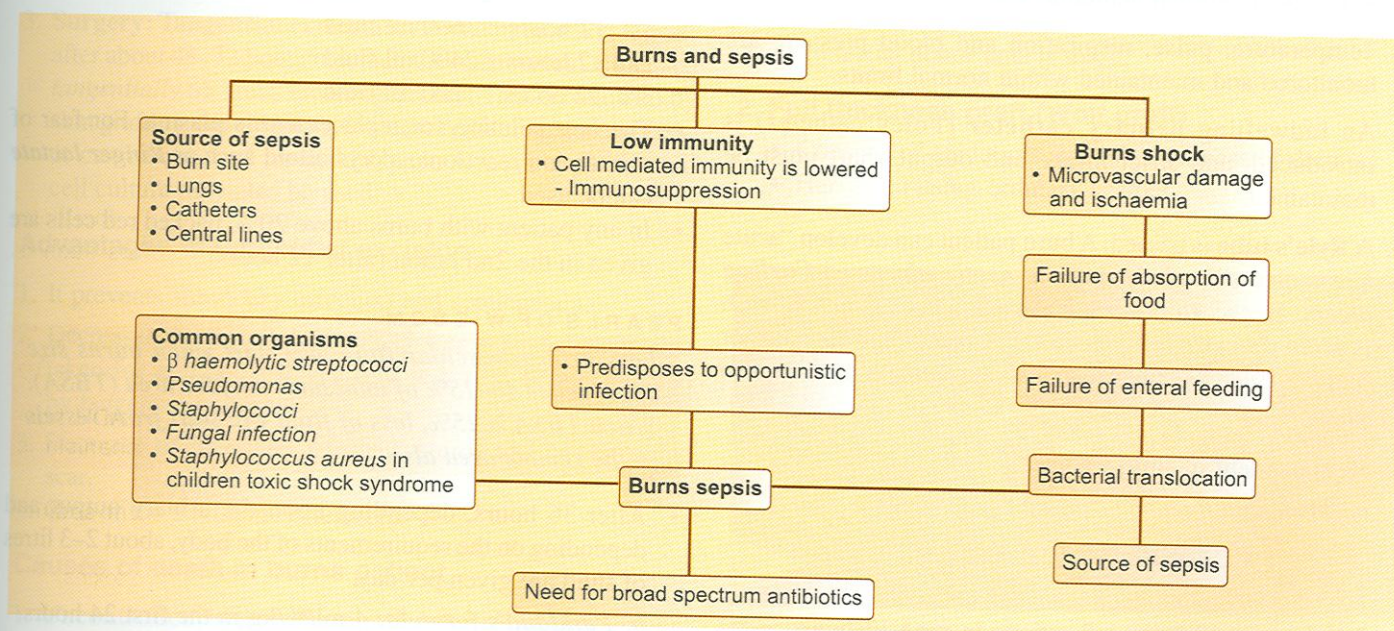 Burns and sepsis
Source of sepsis
• Burn site
• Lungs
• Catheters
• Central lines
Low immunity
• Cell mediated immunity is lowered
- Immunosuppression
Burns shock
• Microvascular damage
and ischaemia
Failure of absorption of
food
Common organisms
• β haemolytic streptococci
• Pseudomonas
• Staphylococci
• Fungal infection
• Staphylococcus aureus in
children toxic shock syndrome
• Predisposes to opportunistic
infection
Failure of enteral feeding
Burns sepsis
Bacterial translocation
Need for broad spectrum antibiotics
Source of sepsis